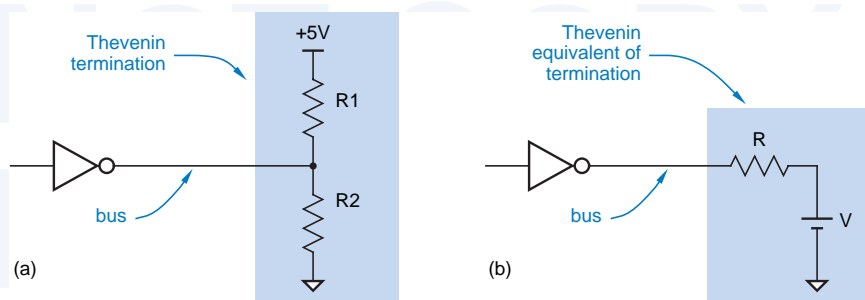 Thevenin
termination
+5V
R1
R2
bus
(a)
Thevenin
equivalent of
termination
R
V
bus
(b)